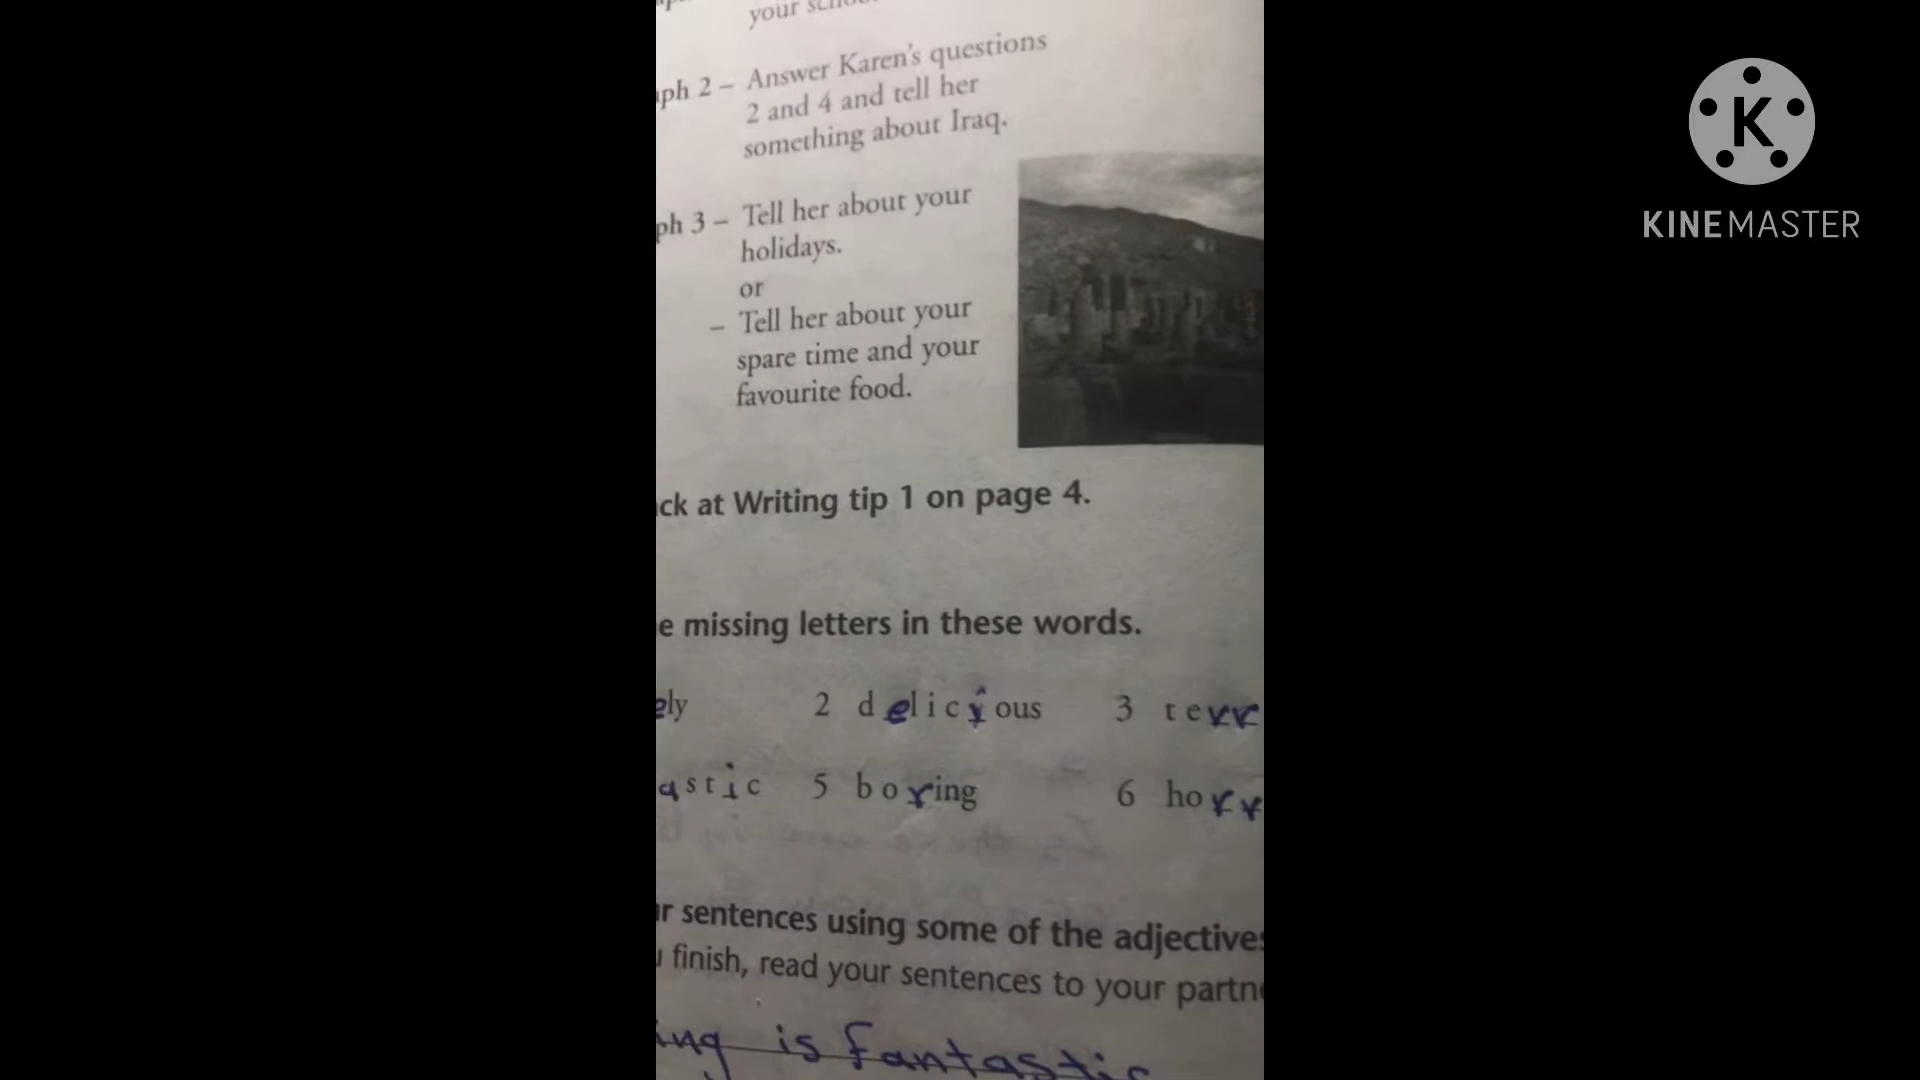 your
ph 2 – Answer Karen's questions
2 and 4 and tell her
something about Iraq.
ph 3 – Tell her about your
holidays.
or
– Tell her about your
spare time and your
favourite food.
ck at Writing tip 1 on page 4.
e missing letters in these words.
ely 2 delicious 3 terr
astic 5 boring 6 horr
r sentences using some of the adjectives
finish, read your sentences to your partne
ing is fantastic
K
KINEMASTER